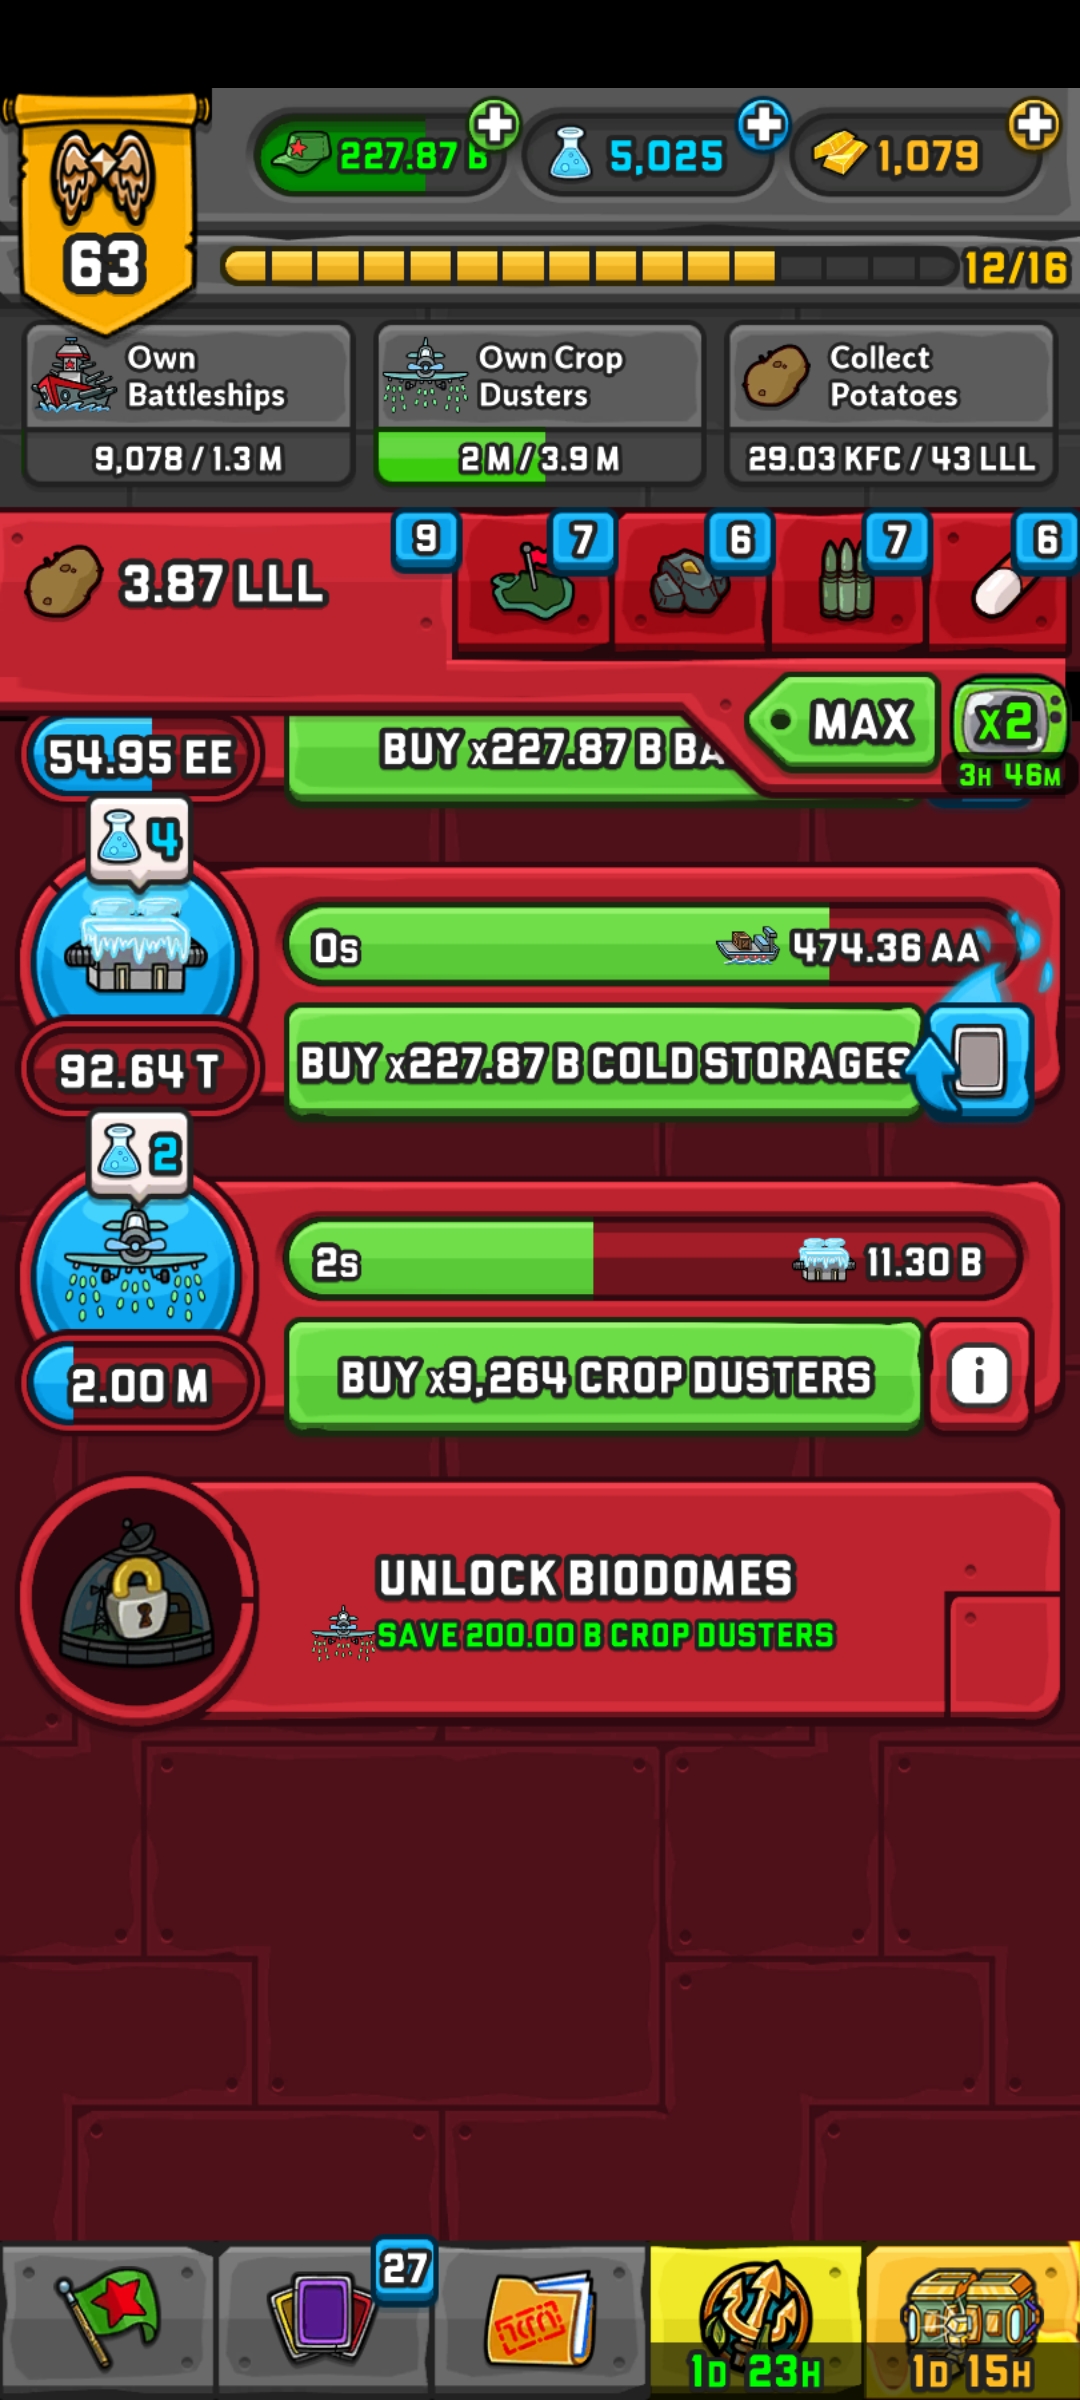 63
227.87 B
5,025
1,079
12/16
Own
Battleships
9,078 / 1.3 M
Own Crop
Dusters
2 M / 3.9 M
Collect
Potatoes
29.03 KFC / 43 LLL
3.87 LLL
9
7
6
7
6
MAX
x2
3H 46M
54.95 EE
BUY x227.87 B BA
4
0s
474.36 AA
92.64 T
BUY x227.87 B COLD STORAGES
2
2s
11.30 B
2.00 M
BUY x9,264 CROP DUSTERS
i
UNLOCK BIODOMES
SAVE 200.00 B CROP DUSTERS
27
1D 23H
1D 15H